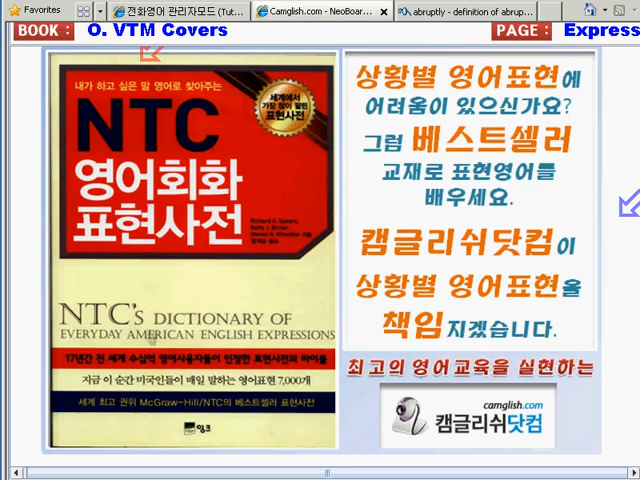 Favorites
전화영어 관리자모드 (Tut...
Camglish.com - NeoBoar...
abruptly - definition of abrup...
BOOK :
O. VTM Covers
PAGE :
Express
내가 하고 싶은 말 영어로 찾아주는
NTC
세계에서
가장 많이 팔린
표현사전
영어회화
표현사전
Richard A. Spears
Betty J. Birner
NTC's DICTIONARY OF
EVERYDAY AMERICAN ENGLISH EXPRESSIONS
17년간 전 세계 수십억 영어사용자들이 인정한 표현사전의 바이블
지금 이 순간 미국인들이 매일 말하는 영어표현 7,000개
세계 최고 권위 McGraw-Hill/NTC의 베스트셀러 표현사전
상황별 영어표현에
어려움이 있으신가요?
그럼 베스트셀러
교재로 표현영어를
배우세요.
캠글리쉬닷컴이
상황별 영어표현을
책임지겠습니다.
최고의 영어교육을 실현하는
camglish.com
캠글리쉬닷컴